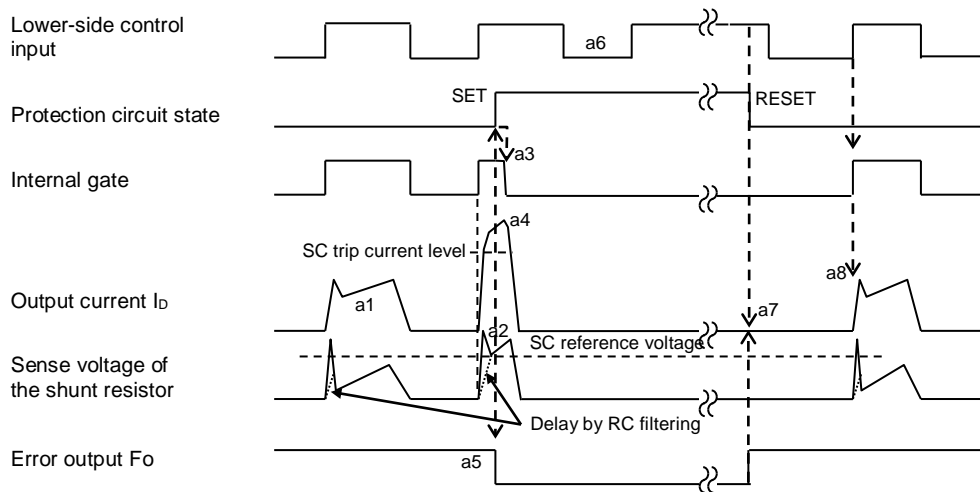 Lower-side control
input
a6
SET
RESET
Protection circuit state
a3
Internal gate
a4
SC trip current level
a8
Output current ID
a1
a7
a2
SC reference voltage
Sense voltage of
the shunt resistor
Delay by RC filtering
Error output Fo
a5